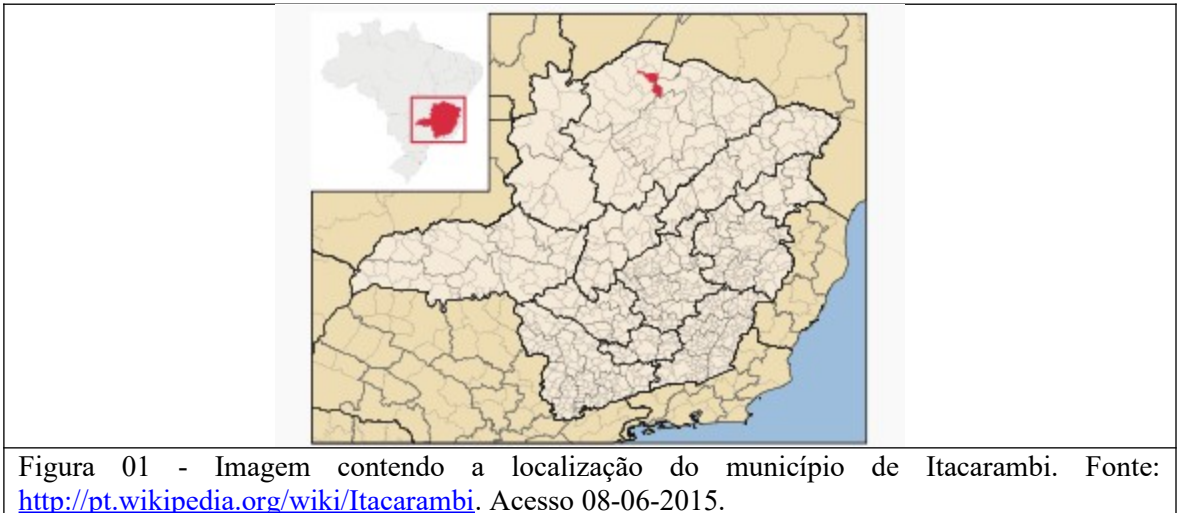 Figura 01 - Imagem contendo a localização do município de Itacarambi. Fonte:
http://pt.wikipedia.org/wiki/Itacarambi. Acesso 08-06-2015.